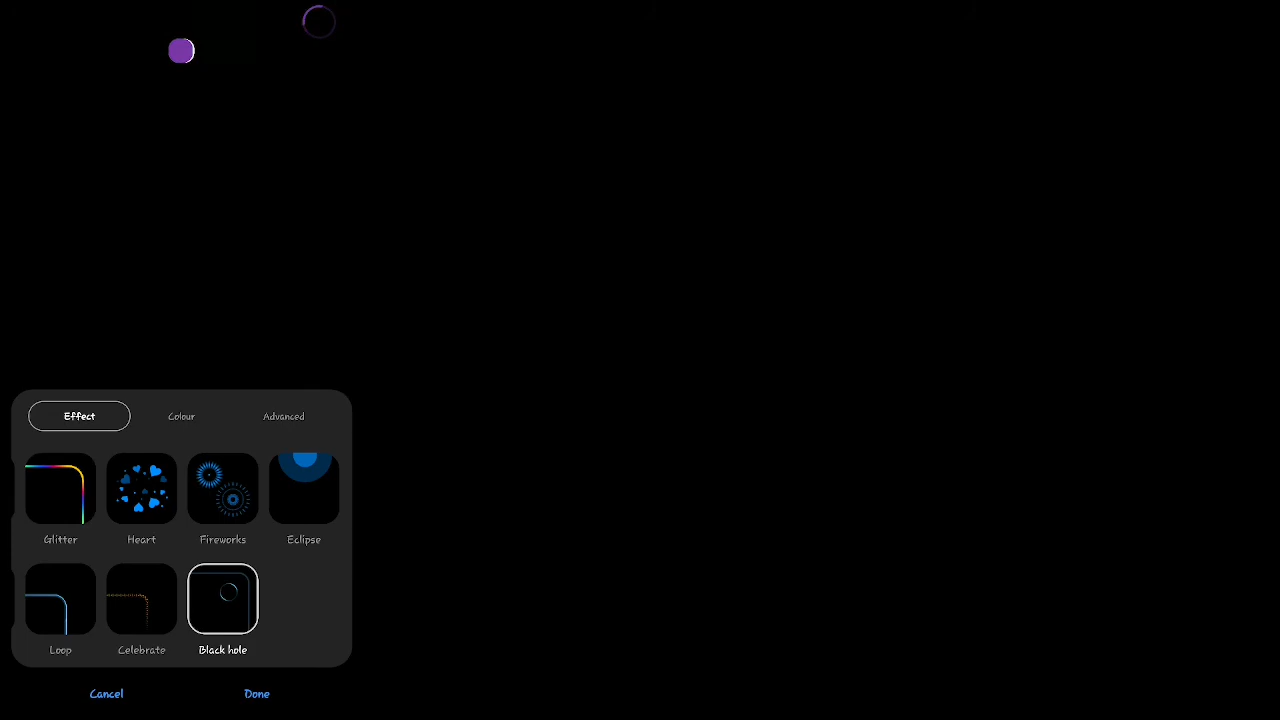 Effect Colour Advanced
Glitter Heart Fireworks Eclipse
Loop Celebrate Black hole
Cancel Done